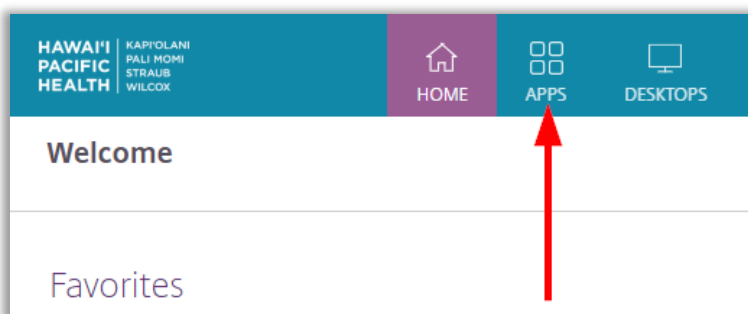 HAWAI'I
PACIFIC
HEALTH
KAPI'OLANI
PALI MOMI
STRAUB
WILCOX
HOME
APPS
DESKTOPS
Welcome
Favorites